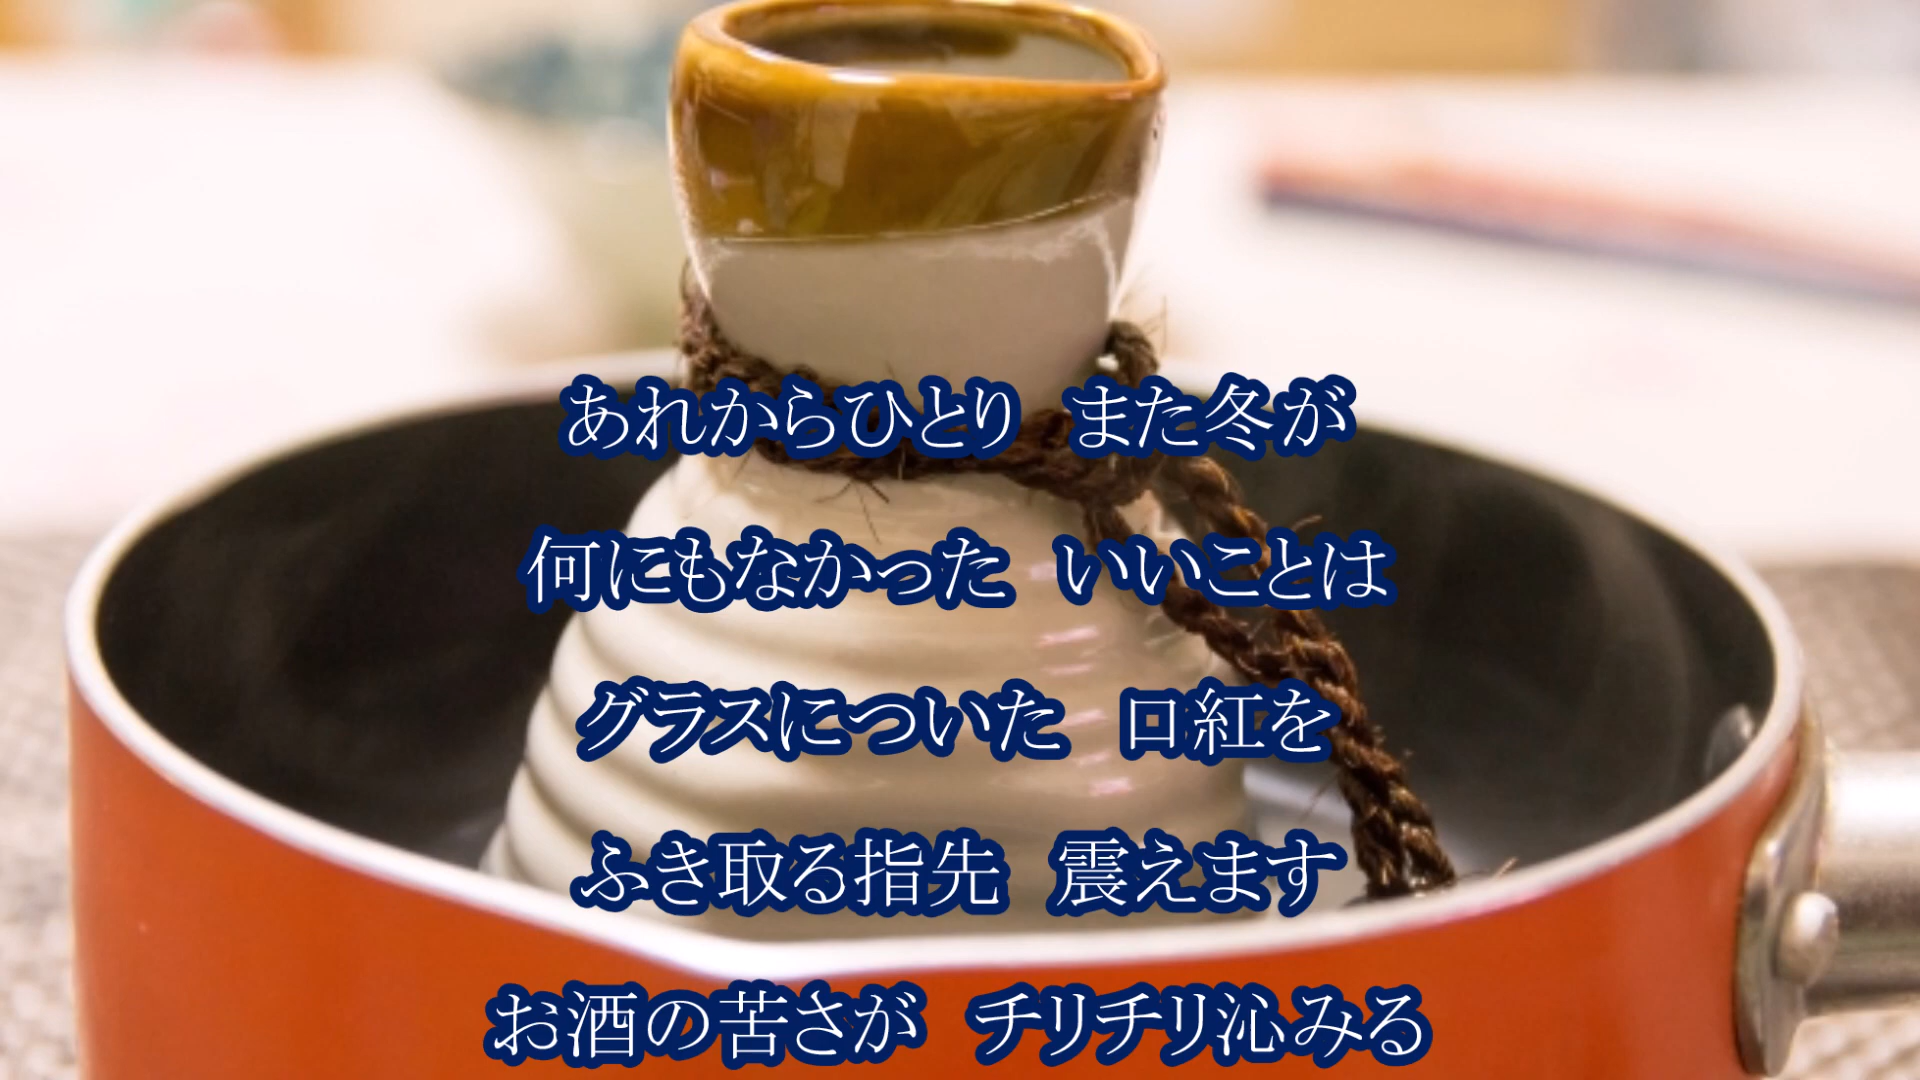 あれからひとり　また冬が
何にもなかった　いいことは
グラスについた　口紅を
ふき取る指先　震えます
お酒の苦さが　チリチリ沁みる